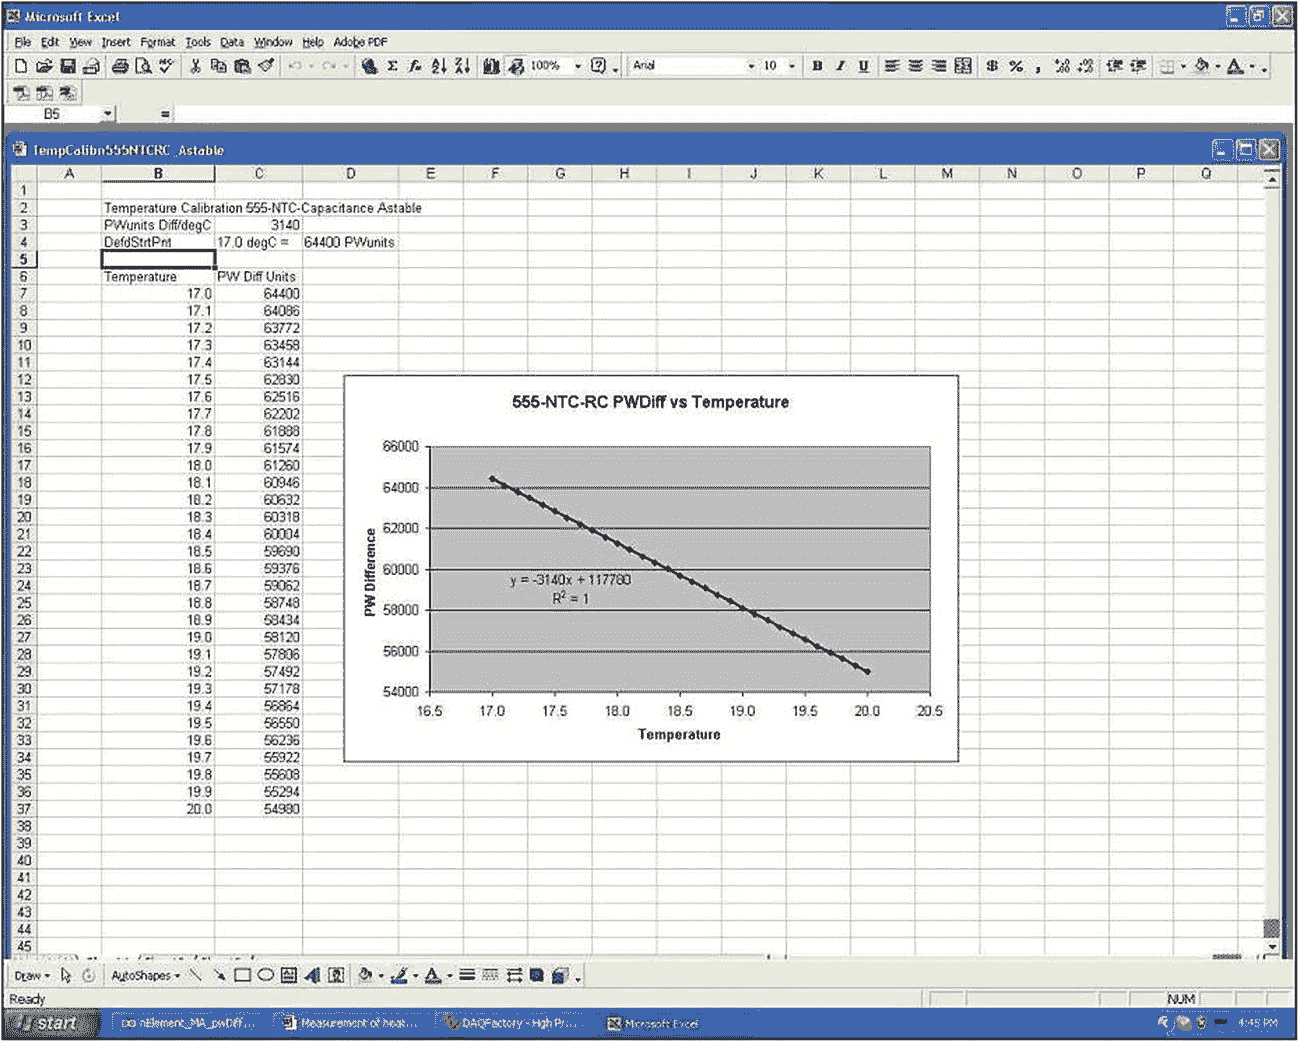 Microsoft Excel
File Edit View Insert Format Tools Data Window Help Adobe PDF
100% Arial 10 B I U $ % ,
B5 =
TempCalibn555NTCRC_Astable
A B C D E F G H I J K L M N O P Q
1
2 Temperature Calibration 555-NTC-Capacitance Astable
3 PWunits Diff/degC 3140
4 DefdStrtPnt 17.0 degC = 64400 PWunits
5
6 Temperature PW Diff Units
7 17.0 64400
8 17.1 64086
9 17.2 63772
10 17.3 63458
11 17.4 63144
12 17.5 62830
13 17.6 62516
14 17.7 62202
15 17.8 61888
16 17.9 61574
17 18.0 61260
18 18.1 60946
19 18.2 60632
20 18.3 60318
21 18.4 60004
22 18.5 59690
23 18.6 59376
24 18.7 59062
25 18.8 58748
26 18.9 58434
27 19.0 58120
28 19.1 57806
29 19.2 57492
30 19.3 57178
31 19.4 56864
32 19.5 56550
33 19.6 56236
34 19.7 55922
35 19.8 55608
36 19.9 55294
37 20.0 54980
38
39
40
41
42
43
44
45
555-NTC-RC PWDiff vs Temperature
66000
64000
62000
60000
58000
56000
54000
PW Difference
y = -3140x + 117780
R² = 1
16.5 17.0 17.5 18.0 18.5 19.0 19.5 20.0 20.5
Temperature
Draw AutoShapes
Ready NUM
start nElement_MA_pwDiff... Measurement of heat... DAQFactory - High Pr... Microsoft Excel 4:45 PM